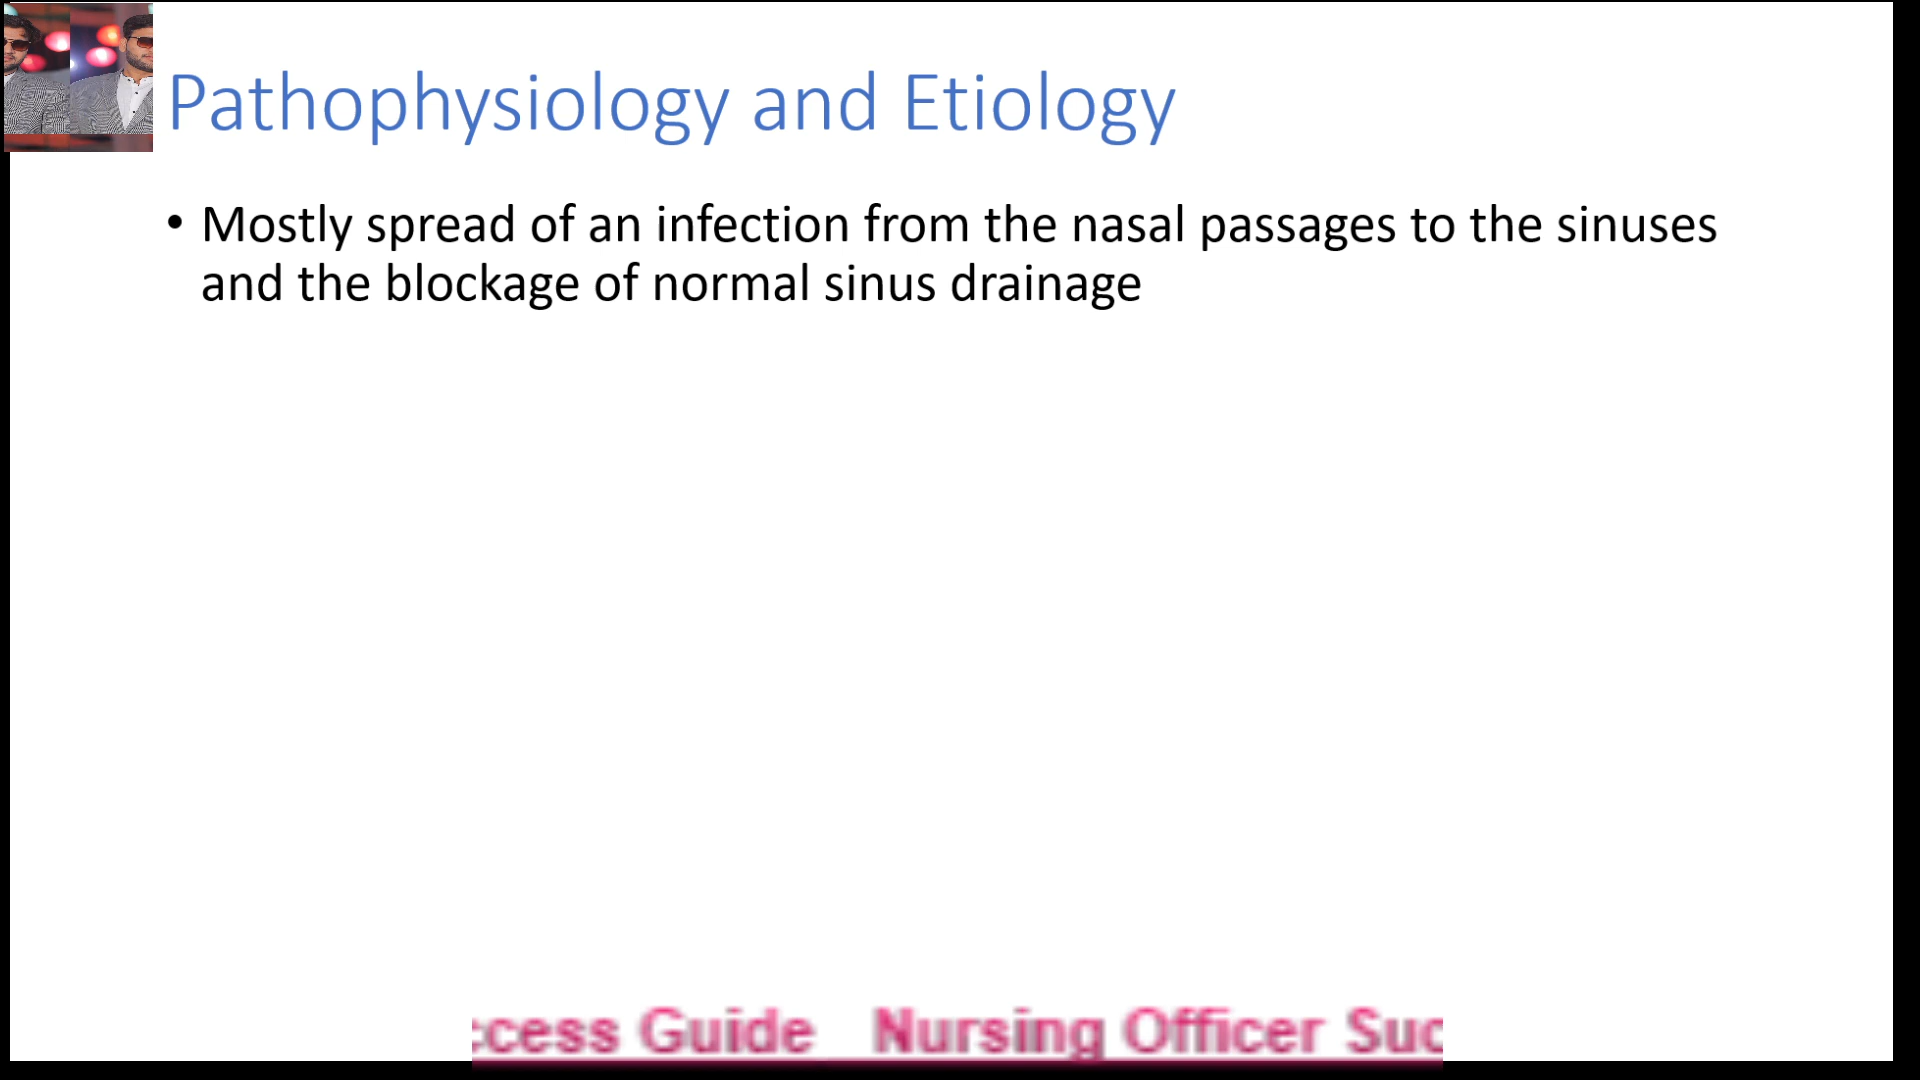 Pathophysiology and Etiology
• Mostly spread of an infection from the nasal passages to the sinuses
and the blockage of normal sinus drainage
ccess Guide Nursing Officer Suc